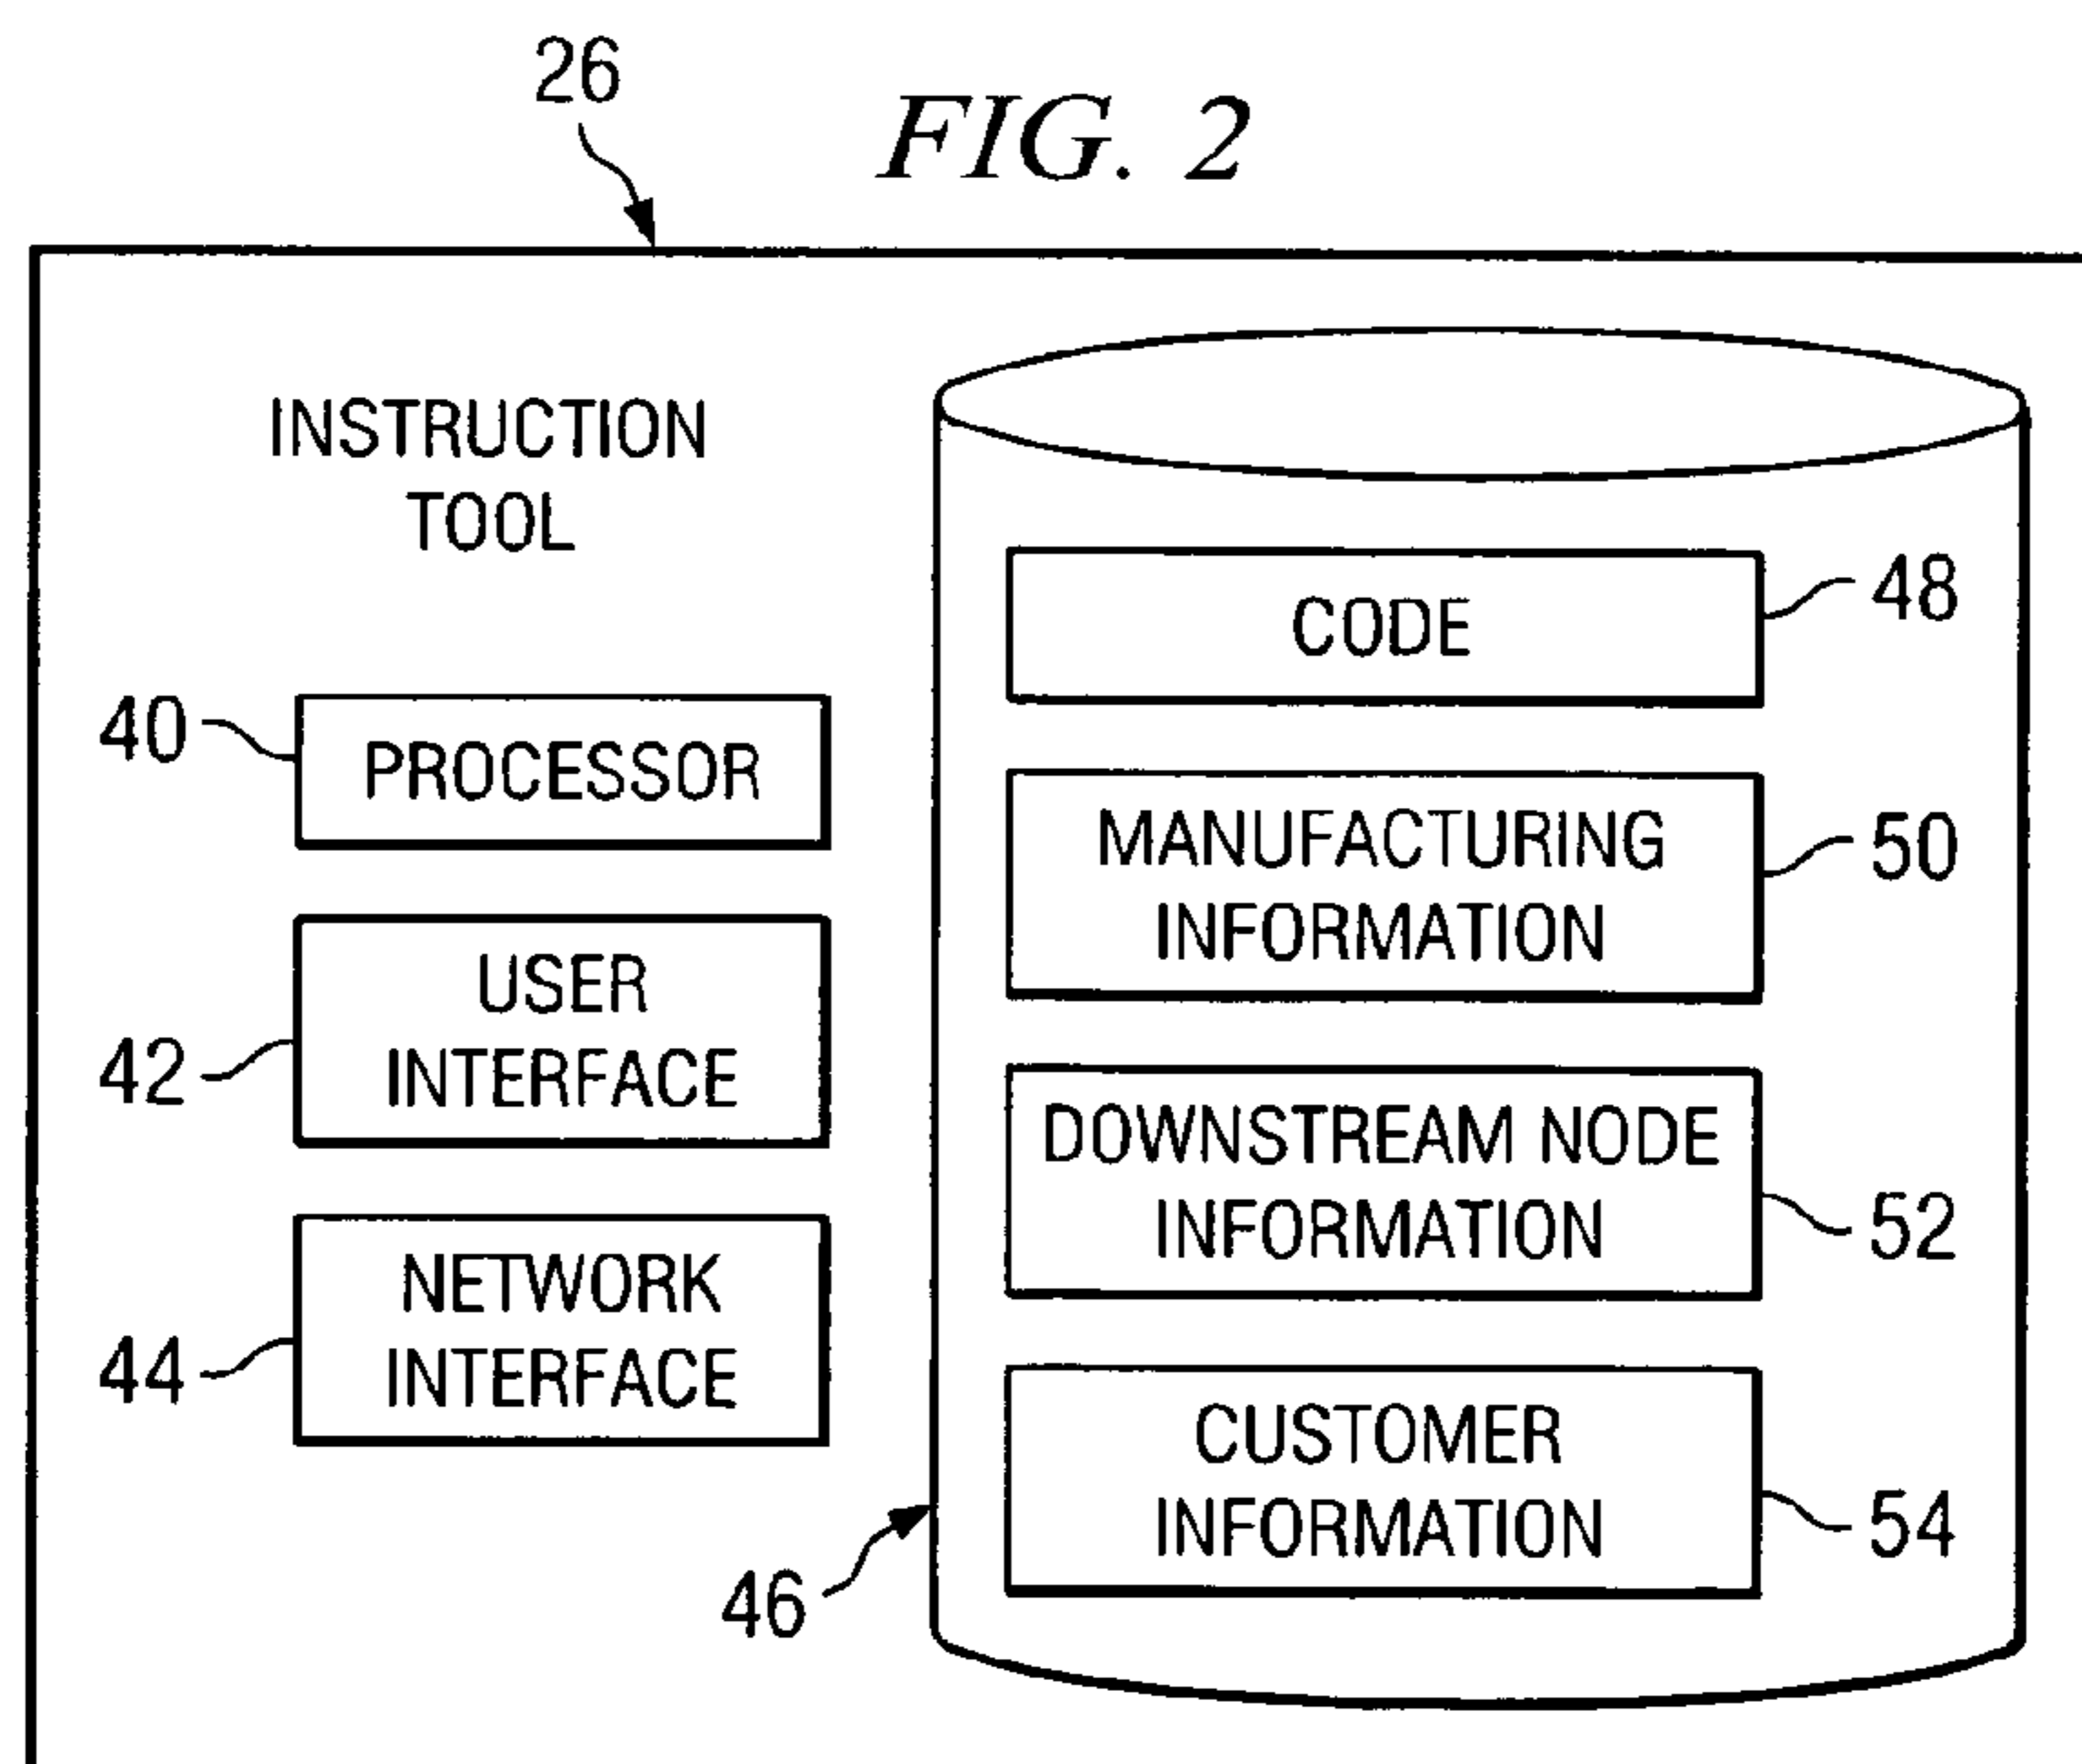 26
FIG. 2
INSTRUCTION
TOOL
40
PROCESSOR
42
USER
INTERFACE
44
NETWORK
INTERFACE
46
CODE
48
MANUFACTURING
INFORMATION
50
DOWNSTREAM NODE
INFORMATION
52
CUSTOMER
INFORMATION
54